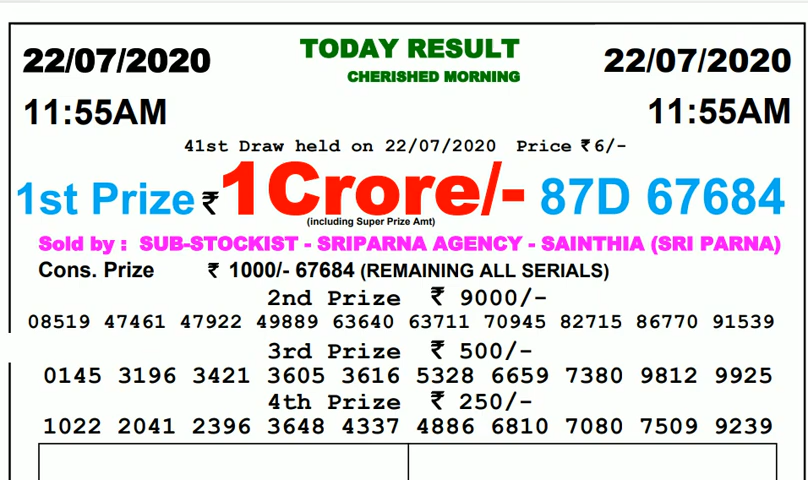 22/07/2020 TODAY RESULT 22/07/2020
CHERISHED MORNING
11:55AM 11:55AM
41st Draw held on 22/07/2020 Price ₹6/-
1st Prize ₹1Crore/- 87D 67684
(including Super Prize Amt)
Sold by : SUB-STOCKIST - SRIPARNA AGENCY - SAINTHIA (SRI PARNA)
Cons. Prize ₹ 1000/- 67684 (REMAINING ALL SERIALS)
2nd Prize ₹ 9000/-
08519 47461 47922 49889 63640 63711 70945 82715 86770 91539
3rd Prize ₹ 500/-
0145 3196 3421 3605 3616 5328 6659 7380 9812 9925
4th Prize ₹ 250/-
1022 2041 2396 3648 4337 4886 6810 7080 7509 9239